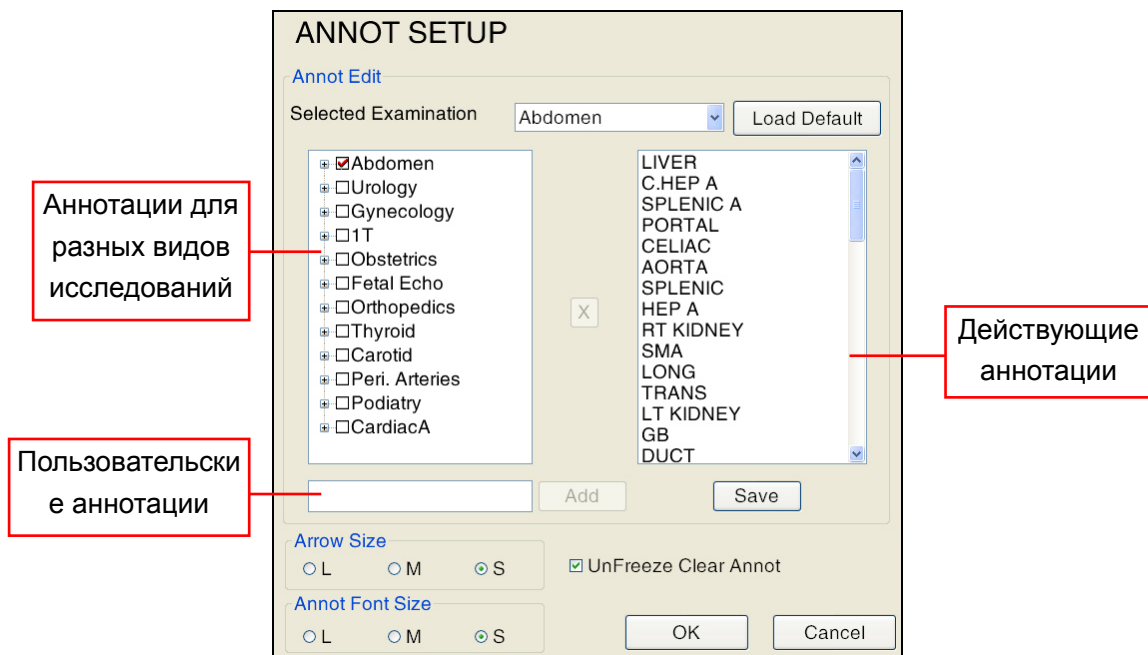 ANNOT SETUP
Annot Edit
Selected Examination
Abdomen
Load Default
Abdomen
Urology
Gynecology
1T
Obstetrics
Fetal Echo
Orthopedics
Thyroid
Carotid
Peri. Arteries
Podiatry
CardiacA
X
LIVER
C.HEP A
SPLENIC A
PORTAL
CELIAC
AORTA
SPLENIC
HEP A
RT KIDNEY
SMA
LONG
TRANS
LT KIDNEY
GB
DUCT
Add
Save
Arrow Size
L M S
UnFreeze Clear Annot
Annot Font Size
L M S
OK
Cancel
Аннотации для
разных видов
исследований
Пользовательски
е аннотации
Действующие
аннотации